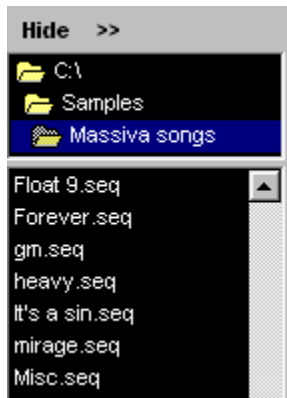 Hide >>
C:\
Samples
Massiva songs
Float 9.seq
Forever.seq
gm.seq
heavy.seq
It's a sin.seq
mirage.seq
Misc.seq